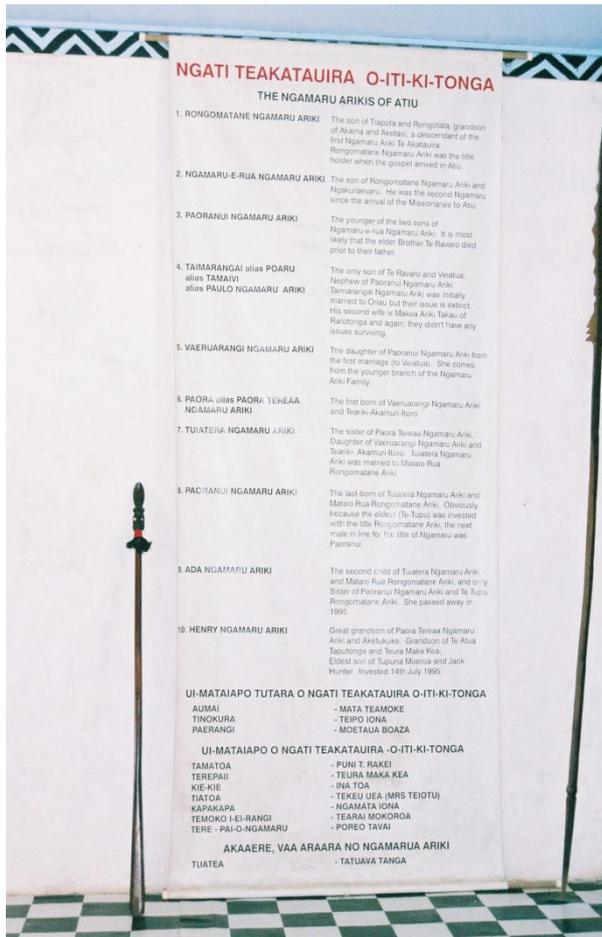 NGATI TEAKATAUIRA O-ITI-KI-TONGA
THE NGAMARU ARIKIS OF ATIU
1. RONGOMATANE NGAMARU ARIKI
The son of Tiaputa and Rongotata, grandson
of Akaina and Aketairi, a descendant of the
first Ngamaru Ariki Te Akatauira.
Rongomatane Ngamaru Ariki was the title
holder when the gospel arrived in Atiu.
2. NGAMARU-E-RUA NGAMARU ARIKI
The son of Rongomatane Ngamaru Ariki and
Ngakuraevaru. He was the second Ngamaru
since the arrival of the Missionaries to Atiu
3. PAORANUI NGAMARU ARIKI
The younger of the two sons of
Ngamaru-e-rua Ngamaru Ariki. It is most
likely that the elder Brother Te Ravaro died
prior to their father.
4. TAIMARANGAI alias POARU
alias TAMAIVI
alias PAULO NGAMARU ARIKI
The only son of Te Ravaro and Veiatua,
Nephew of Paoranui Ngamaru Ariki,
Taimarangai Ngamaru Ariki was initially
married to Oriau but their issue is extinct.
His second wife is Makea Ariki Takau of
Rarotonga and again, they didn't have any
issues surviving.
5. VAERUARANGI NGAMARU ARIKI
The daughter of Paoranui Ngamaru Ariki from
the first marriage (to Veiatua). She comes
from the younger branch of the Ngamaru
Ariki Family.
6. PAORA alias PAORA TEREAA
NGAMARU ARIKI
The first born of Vaeruarangi Ngamaru Ariki
and Teariki-Akamuri-Itoro.
7. TUIATERA NGAMARU ARIKI
The sister of Paora Tereaa Ngamaru Ariki,
Daughter of Vaeruarangi Ngamaru Ariki and
Teariki- Akamuri-Itoro. Tuiatera Ngamaru
Ariki was married to Mataio Rua
Rongomatane Ariki.
8. PAORANUI NGAMARU ARIKI
The last born of Tuiatera Ngamaru Ariki and
Mataio Rua Rongomatane Ariki. Obviously,
because the eldest (Te-Tupu) was invested
with the title Rongomatane Ariki, the next
male in line for the title of Ngamaru was
Paoranui.
9. ADA NGAMARU ARIKI
The second child of Tuiatera Ngamaru Ariki
and Mataio Rua Rongomatane Ariki, and only
Sister of Paoranui Ngamaru Ariki and Te Tupu
Rongomatane Ariki. She passed away in
1995.
10. HENRY NGAMARU ARIKI
Great grandson of Paora Tereaa Ngamaru
Ariki and Aketukuke. Grandson of Te Atua
Taputonga and Teura Maka Kea,
Eldest son of Tupuna Moeroa and Jack
Hunter. Invested 14th July 1995.
UI-MATAIAPO TUTARA O NGATI TEAKATAUIRA O-ITI-KI-TONGA
AUMAI - MATA TEAMOKE
TINOKURA - TEIPO IONA
PAERANGI - MOETAUA BOAZA
UI-MATAIAPO O NGATI TEAKATAUIRA -O-ITI-KI-TONGA
TAMATOA - PUNI T. RAKEI
TEREPAII - TEURA MAKA KEA
KIE-KIE - INA TOA
TIATOA - TEKEU UEA (MRS TEIOTU)
KAPAKAPA - NGAMATA IONA
TEMOKO I-EI-RANGI - TEARAI MOKOROA
TERE - PAI-O-NGAMARU - POREO TAVAI
AKAAERE, VAA ARAARA NO NGAMARUA ARIKI
TUATEA - TATUAVA TANGA